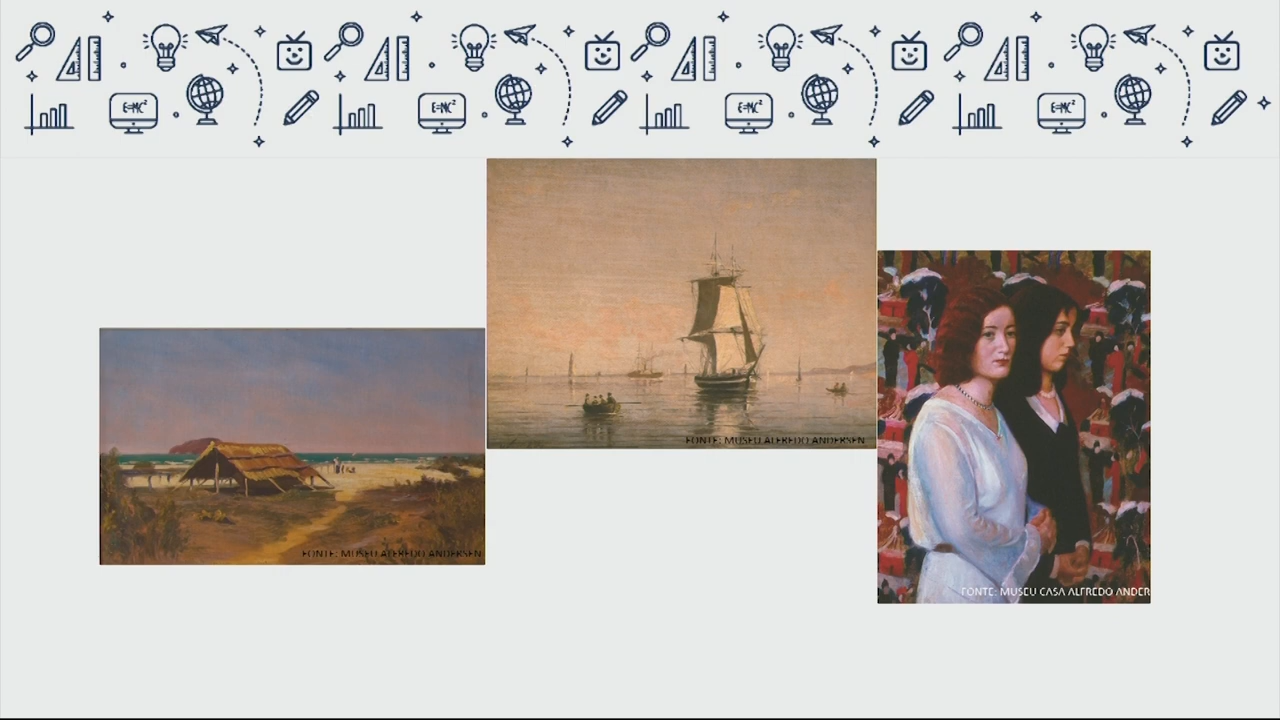 E=MC²
E=MC²
E=MC²
E=MC²
FONTE: MUSEU ALFREDO ANDERSEN
FONTE: MUSEU ALFREDO ANDERSEN
FONTE: MUSEU CASA ALFREDO ANDER